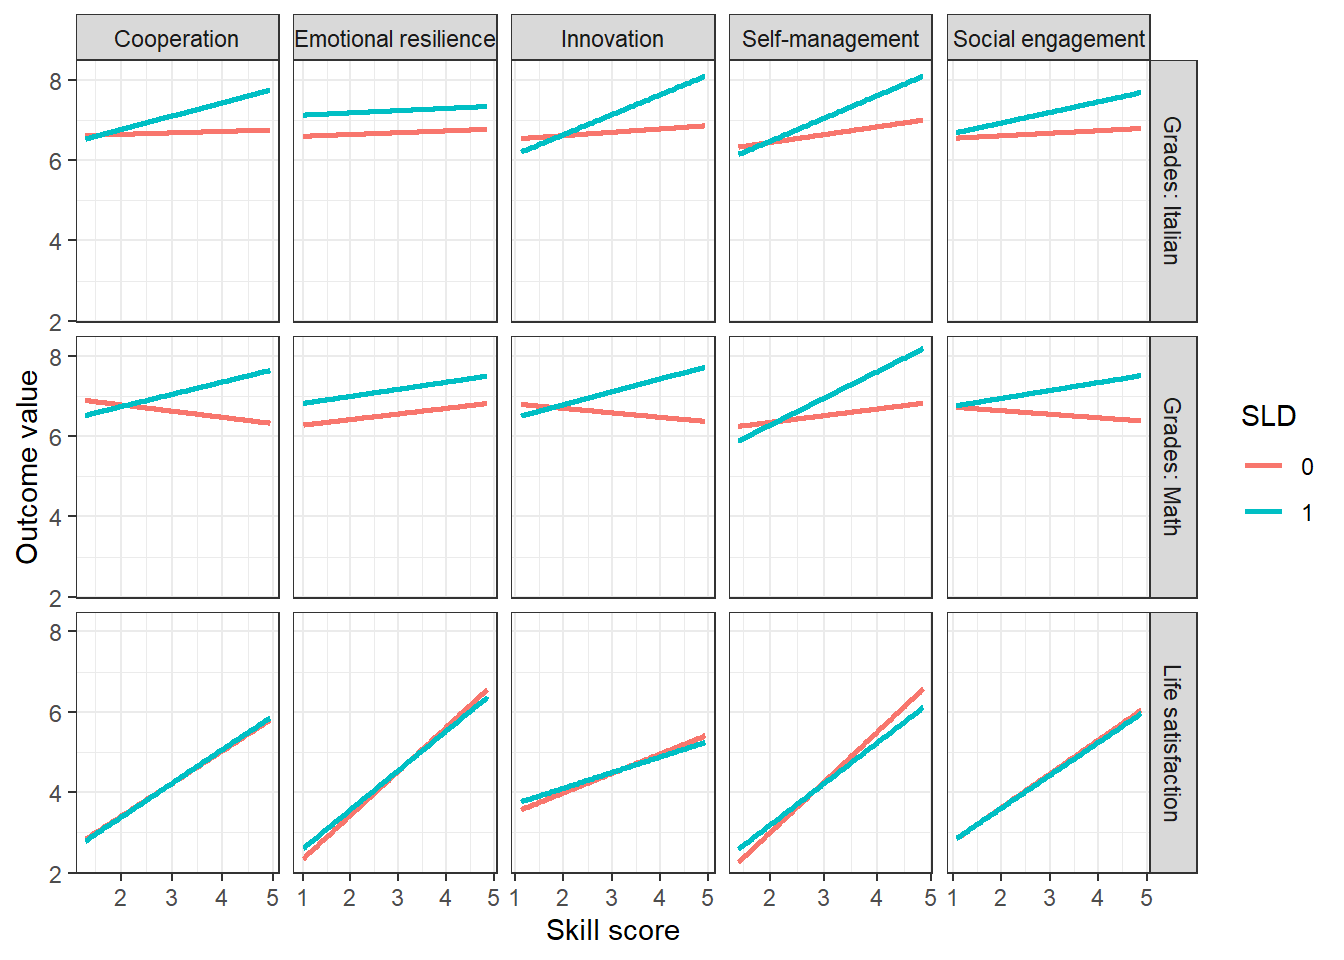 Cooperation Emotional resilience Innovation Self-management Social engagement
8
6
4
2
Grades: Italian
8
6
4
2
Grades: Math
8
6
4
2
Life satisfaction
Outcome value
2 3 4 5 1 2 3 4 5 1 2 3 4 5 2 3 4 5 1 2 3 4 5
Skill score
SLD
0
1